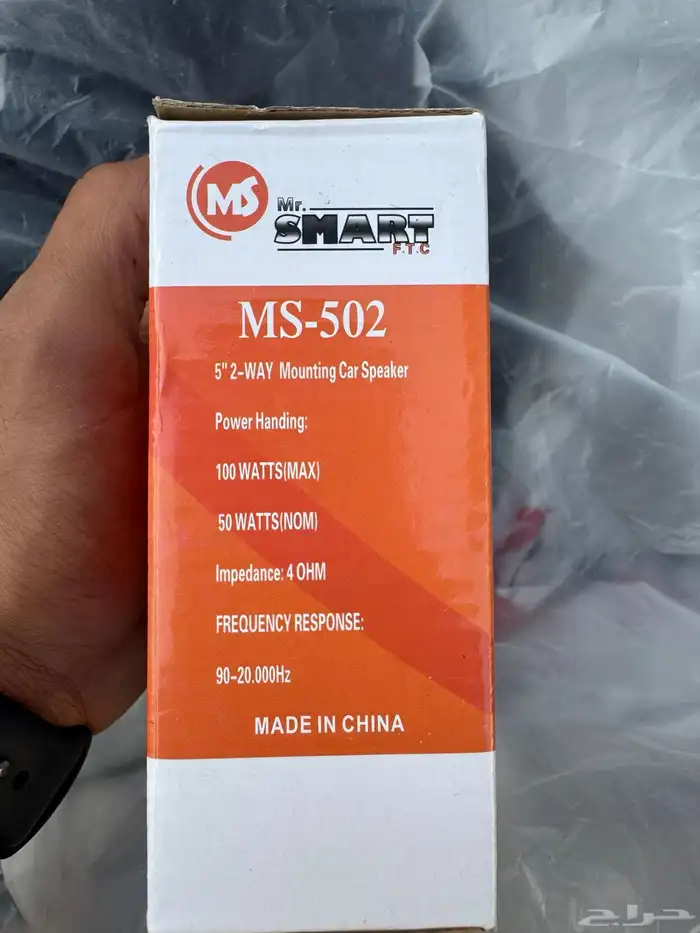 MS
Mr.
SMART
F.T.C
MS-502
5" 2-WAY Mounting Car Speaker
Power Handing:
100 WATTS(MAX)
50 WATTS(NOM)
Impedance: 4 OHM
FREQUENCY RESPONSE:
90-20.000Hz
MADE IN CHINA
حراج